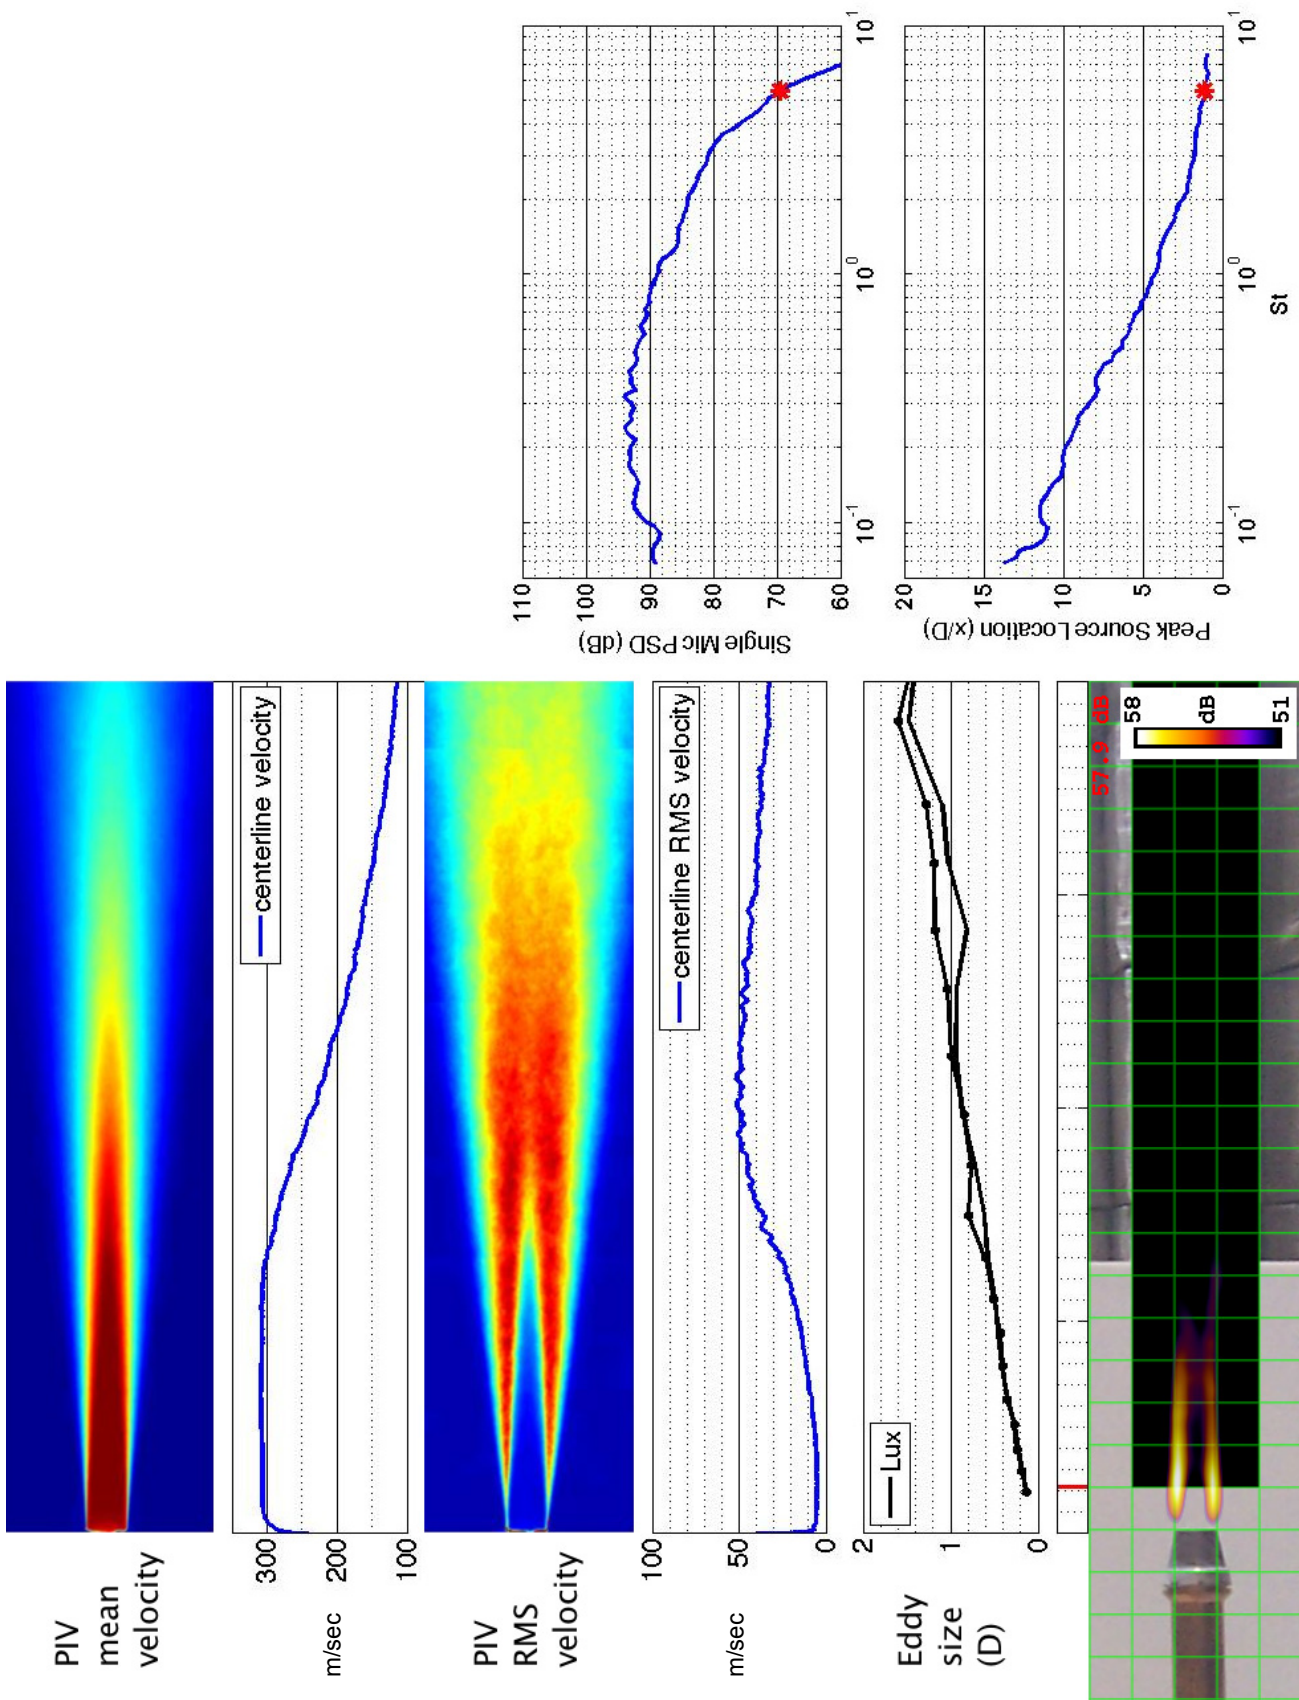 PIV
mean
velocity
m/sec
300
200
100
centerline velocity
PIV
RMS
velocity
m/sec
100
50
0
centerline RMS velocity
Eddy
size
(D)
2
1
0
Lux
57.9 dB
58
dB
51
Single Mic PSD (dB)
110
100
90
80
70
60
10^-1
10^0
10^1
Peak Source Location (x/D)
20
15
10
5
0
10^-1
10^0
10^1
St